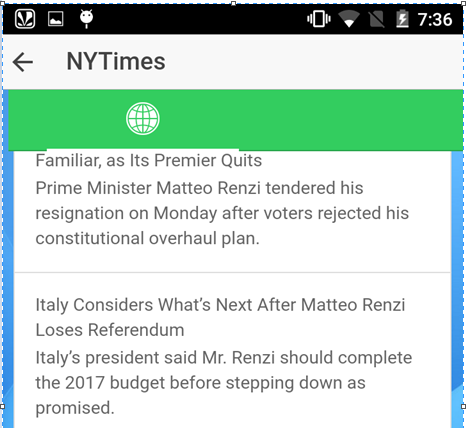 7:36
NYTimes
Familiar, as Its Premier Quits
Prime Minister Matteo Renzi tendered his
resignation on Monday after voters rejected his
constitutional overhaul plan.
Italy Considers What’s Next After Matteo Renzi
Loses Referendum
Italy’s president said Mr. Renzi should complete
the 2017 budget before stepping down as
promised.